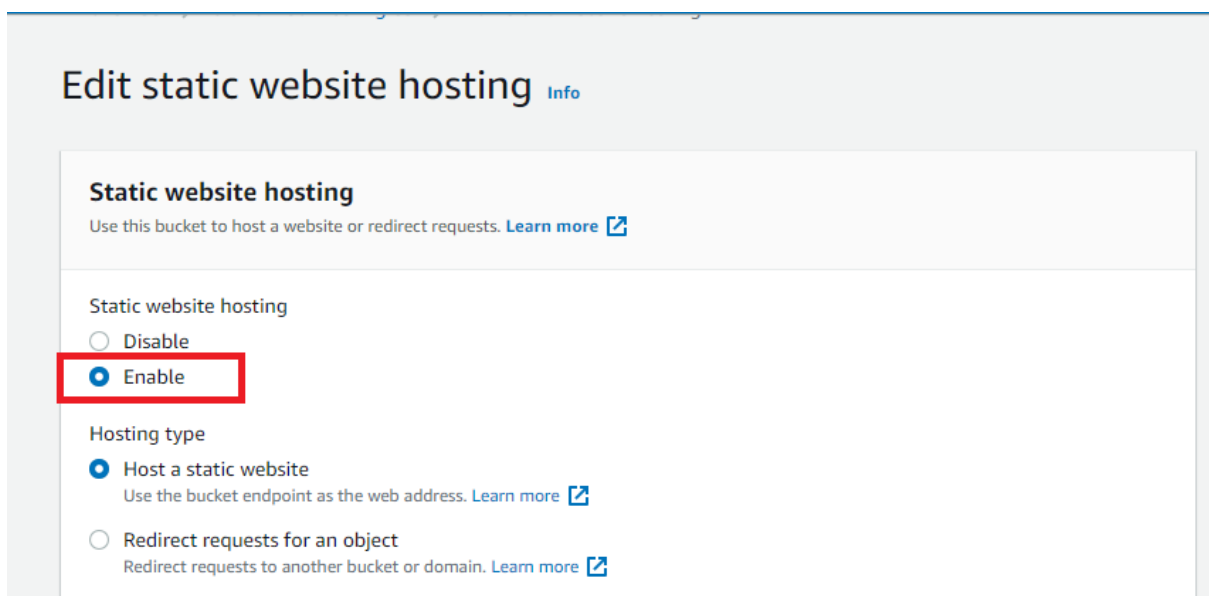 Edit static website hosting Info
Static website hosting
Use this bucket to host a website or redirect requests. Learn more
Static website hosting
Disable
Enable
Hosting type
Host a static website
Use the bucket endpoint as the web address. Learn more
Redirect requests for an object
Redirect requests to another bucket or domain. Learn more